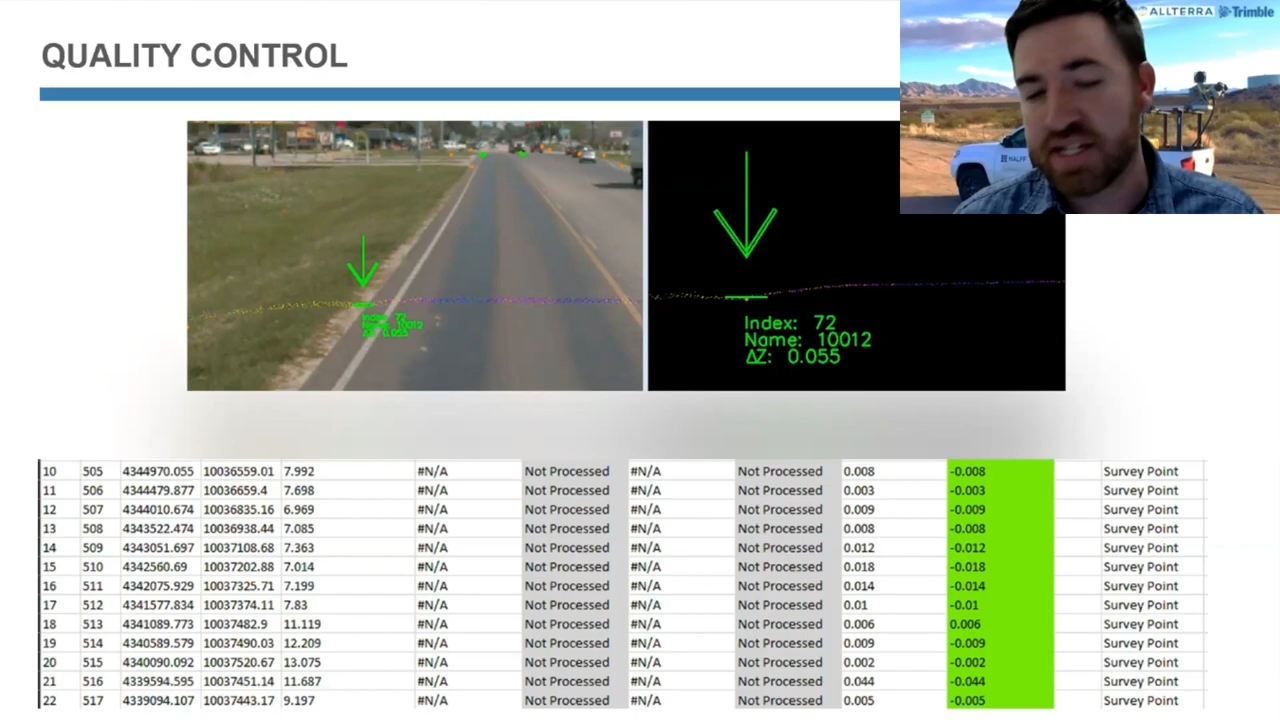 ALLTERRA Trimble
QUALITY CONTROL
HALFF
Index: 72
Name: 10012
ΔZ: 0.055
Index: 72
Name: 10012
ΔZ: 0.055
10 505 4344970.055 10036559.01 7.992 #N/A Not Processed #N/A Not Processed 0.008 -0.008 Survey Point
11 506 4344479.877 10036659.4 7.698 #N/A Not Processed #N/A Not Processed 0.003 -0.003 Survey Point
12 507 4344010.674 10036835.16 6.969 #N/A Not Processed #N/A Not Processed 0.009 -0.009 Survey Point
13 508 4343522.474 10036938.44 7.085 #N/A Not Processed #N/A Not Processed 0.008 -0.008 Survey Point
14 509 4343051.697 10037108.68 7.363 #N/A Not Processed #N/A Not Processed 0.012 -0.012 Survey Point
15 510 4342560.69 10037202.88 7.014 #N/A Not Processed #N/A Not Processed 0.018 -0.018 Survey Point
16 511 4342075.929 10037325.71 7.199 #N/A Not Processed #N/A Not Processed 0.014 -0.014 Survey Point
17 512 4341577.834 10037374.11 7.83 #N/A Not Processed #N/A Not Processed 0.01 -0.01 Survey Point
18 513 4341089.773 10037482.9 11.119 #N/A Not Processed #N/A Not Processed 0.006 0.006 Survey Point
19 514 4340589.579 10037490.03 12.209 #N/A Not Processed #N/A Not Processed 0.009 -0.009 Survey Point
20 515 4340090.092 10037520.67 13.075 #N/A Not Processed #N/A Not Processed 0.002 -0.002 Survey Point
21 516 4339594.595 10037451.14 11.687 #N/A Not Processed #N/A Not Processed 0.044 -0.044 Survey Point
22 517 4339094.107 10037443.17 9.197 #N/A Not Processed #N/A Not Processed 0.005 -0.005 Survey Point